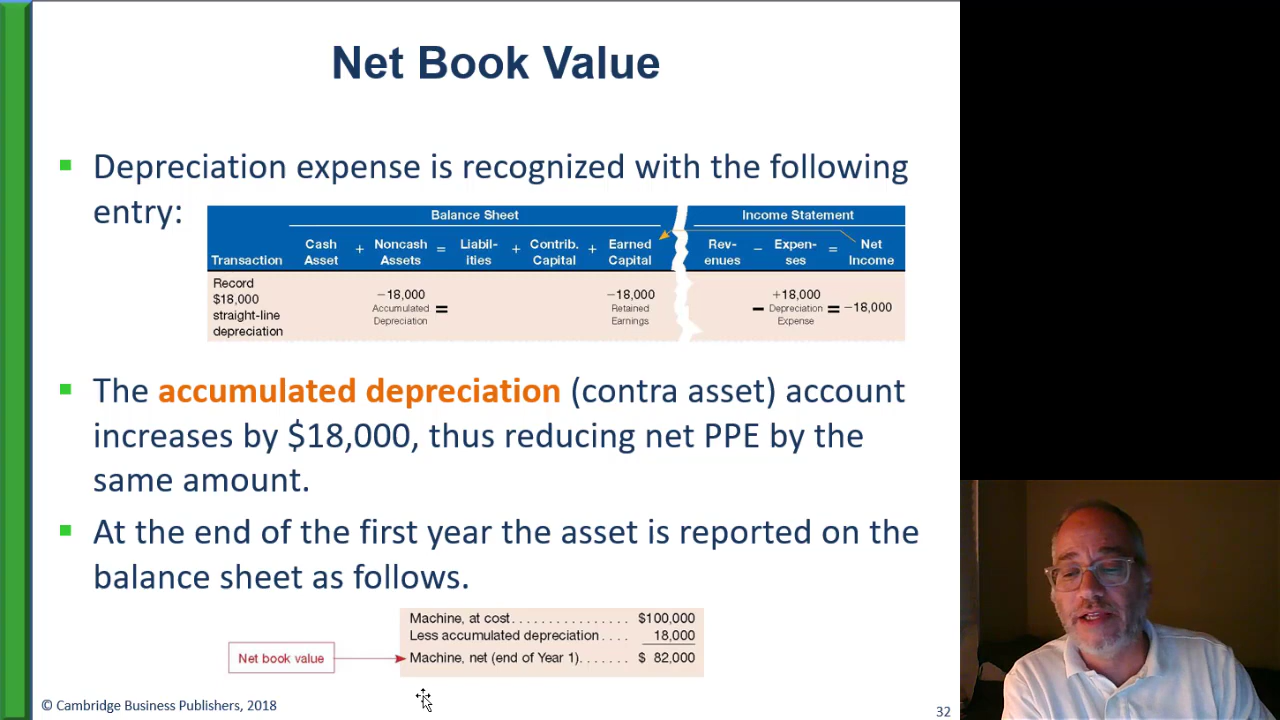 Net Book Value
Depreciation expense is recognized with the following
entry:
Balance Sheet
Income Statement
Transaction
Cash Asset + Noncash Assets = Liabil-ities + Contrib. Capital + Earned Capital
Rev-enues − Expen-ses = Net Income
Record
$18,000
straight-line
depreciation
−18,000
Accumulated
Depreciation
=
−18,000
Retained
Earnings
− +18,000
Depreciation
Expense
= −18,000
The accumulated depreciation (contra asset) account
increases by $18,000, thus reducing net PPE by the
same amount.
At the end of the first year the asset is reported on the
balance sheet as follows.
Machine, at cost. . . . . . . . . . . . . . . . $100,000
Less accumulated depreciation . . . . 18,000
Net book value
Machine, net (end of Year 1). . . . . . . $ 82,000
© Cambridge Business Publishers, 2018
32